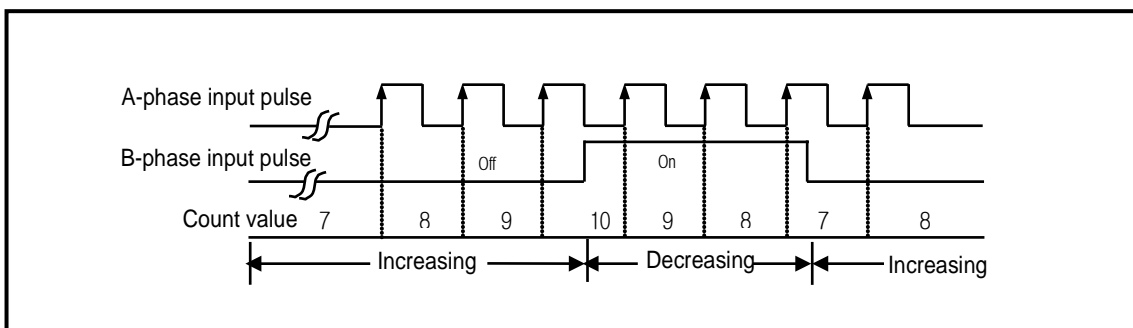 A-phase input pulse
B-phase input pulse
Off
On
Count value 7 8 9 10 9 8 7 8
Increasing
Decreasing
Increasing